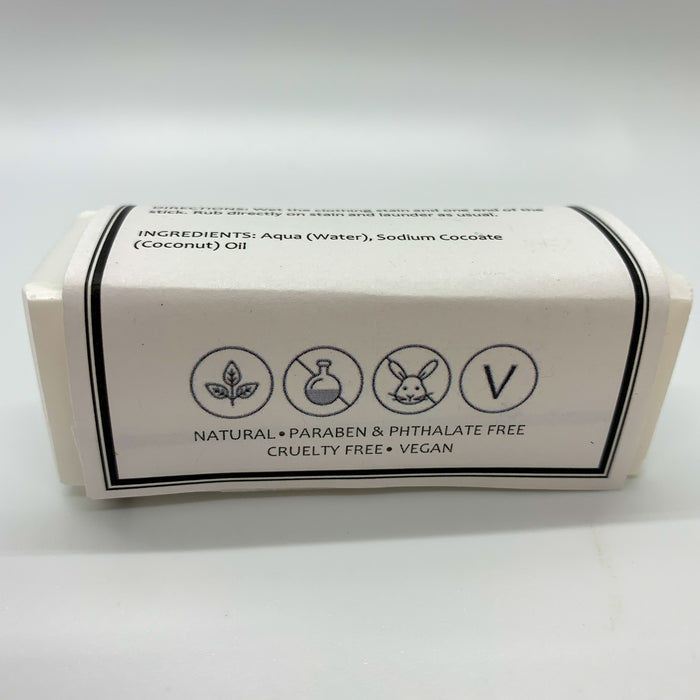 DIRECTIONS: Wet the clothing stain and one end of the
stick. Rub directly on stain and launder as usual.
INGREDIENTS: Aqua (Water), Sodium Cocoate
(Coconut) Oil
V
NATURAL • PARABEN & PHTHALATE FREE
CRUELTY FREE • VEGAN